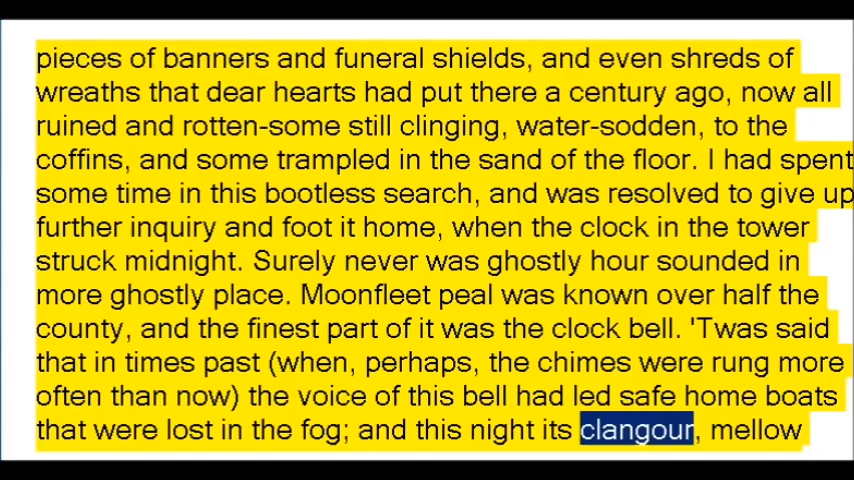 pieces of banners and funeral shields, and even shreds of
wreaths that dear hearts had put there a century ago, now all
ruined and rotten-some still clinging, water-sodden, to the
coffins, and some trampled in the sand of the floor. I had spent
some time in this bootless search, and was resolved to give up
further inquiry and foot it home, when the clock in the tower
struck midnight. Surely never was ghostly hour sounded in
more ghostly place. Moonfleet peal was known over half the
county, and the finest part of it was the clock bell. 'Twas said
that in times past (when, perhaps, the chimes were rung more
often than now) the voice of this bell had led safe home boats
that were lost in the fog; and this night its clangour, mellow